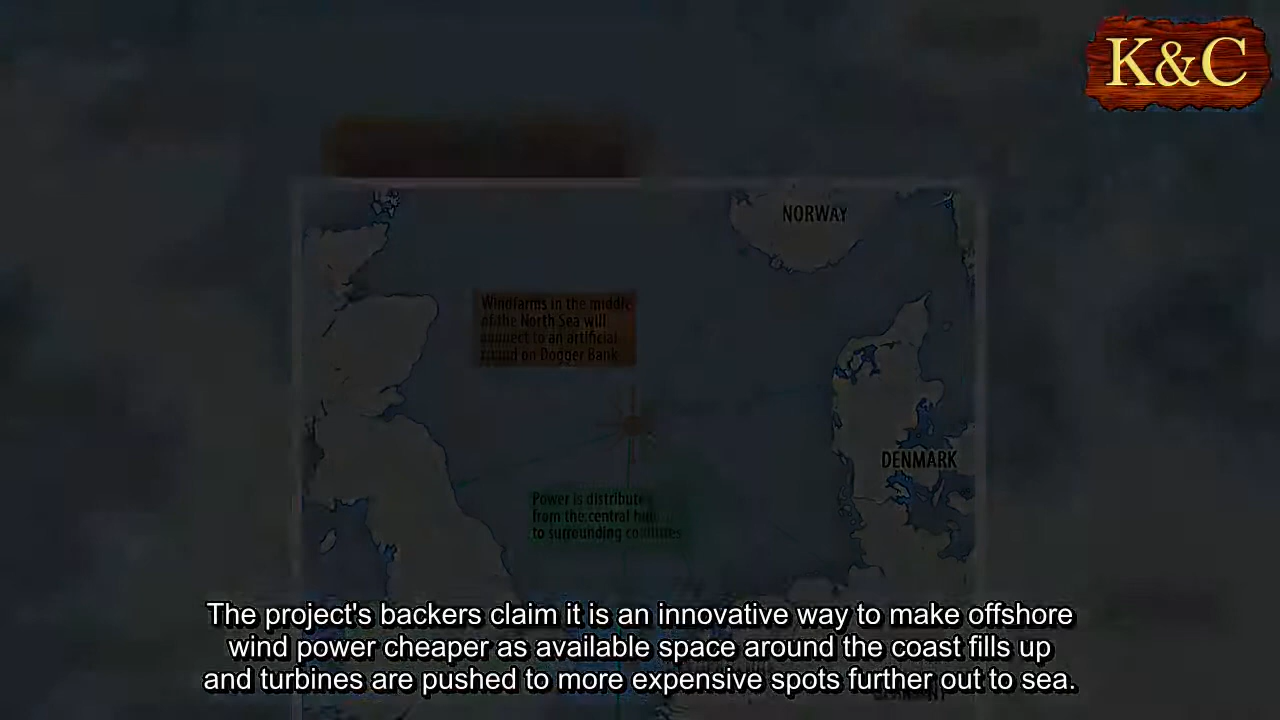 K&C
NORWAY
Windfarms in the middle
of the North Sea will
connect to an artificial
island on Dogger Bank
DENMARK
Power is distributed
from the central hub
to surrounding countries
The project's backers claim it is an innovative way to make offshore
wind power cheaper as available space around the coast fills up
and turbines are pushed to more expensive spots further out to sea.